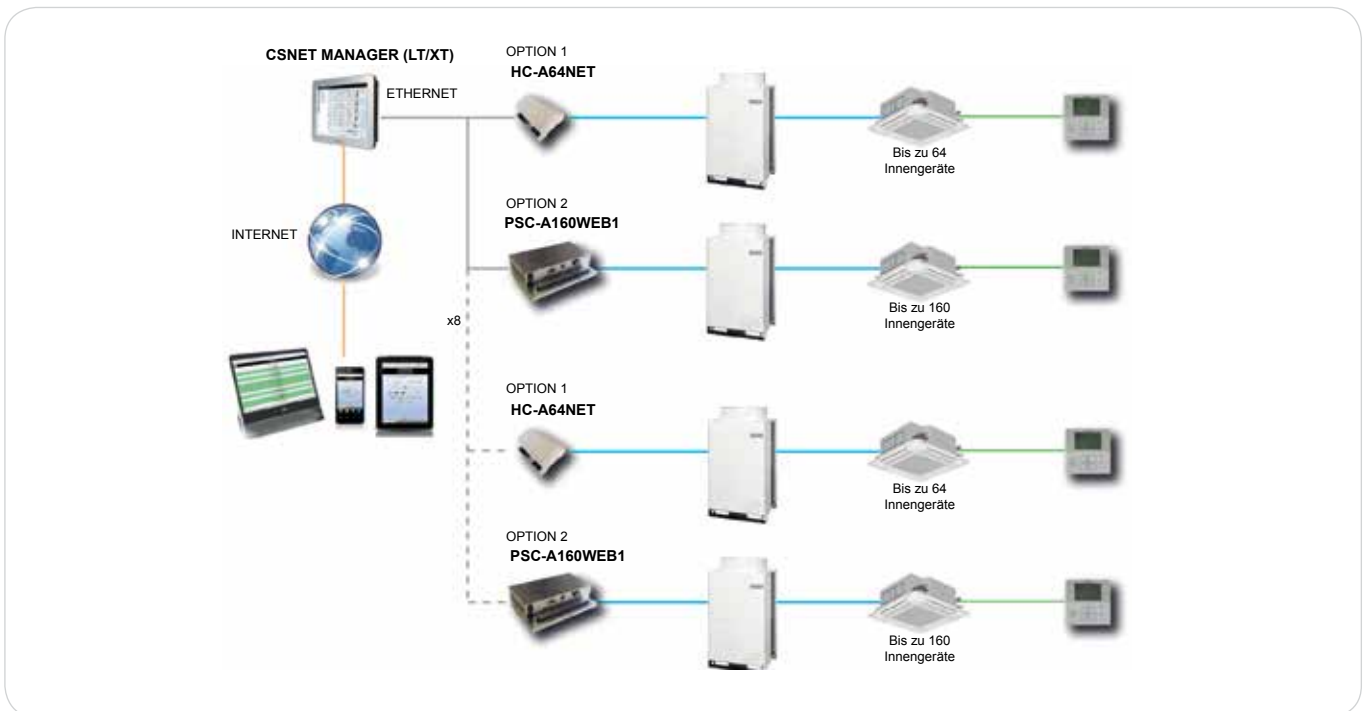 CSNET MANAGER (LT/XT)
ETHERNET
INTERNET
OPTION 1
HC-A64NET
Bis zu 64
Innengeräte
OPTION 2
PSC-A160WEB1
Bis zu 160
Innengeräte
x8
OPTION 1
HC-A64NET
Bis zu 64
Innengeräte
OPTION 2
PSC-A160WEB1
Bis zu 160
Innengeräte